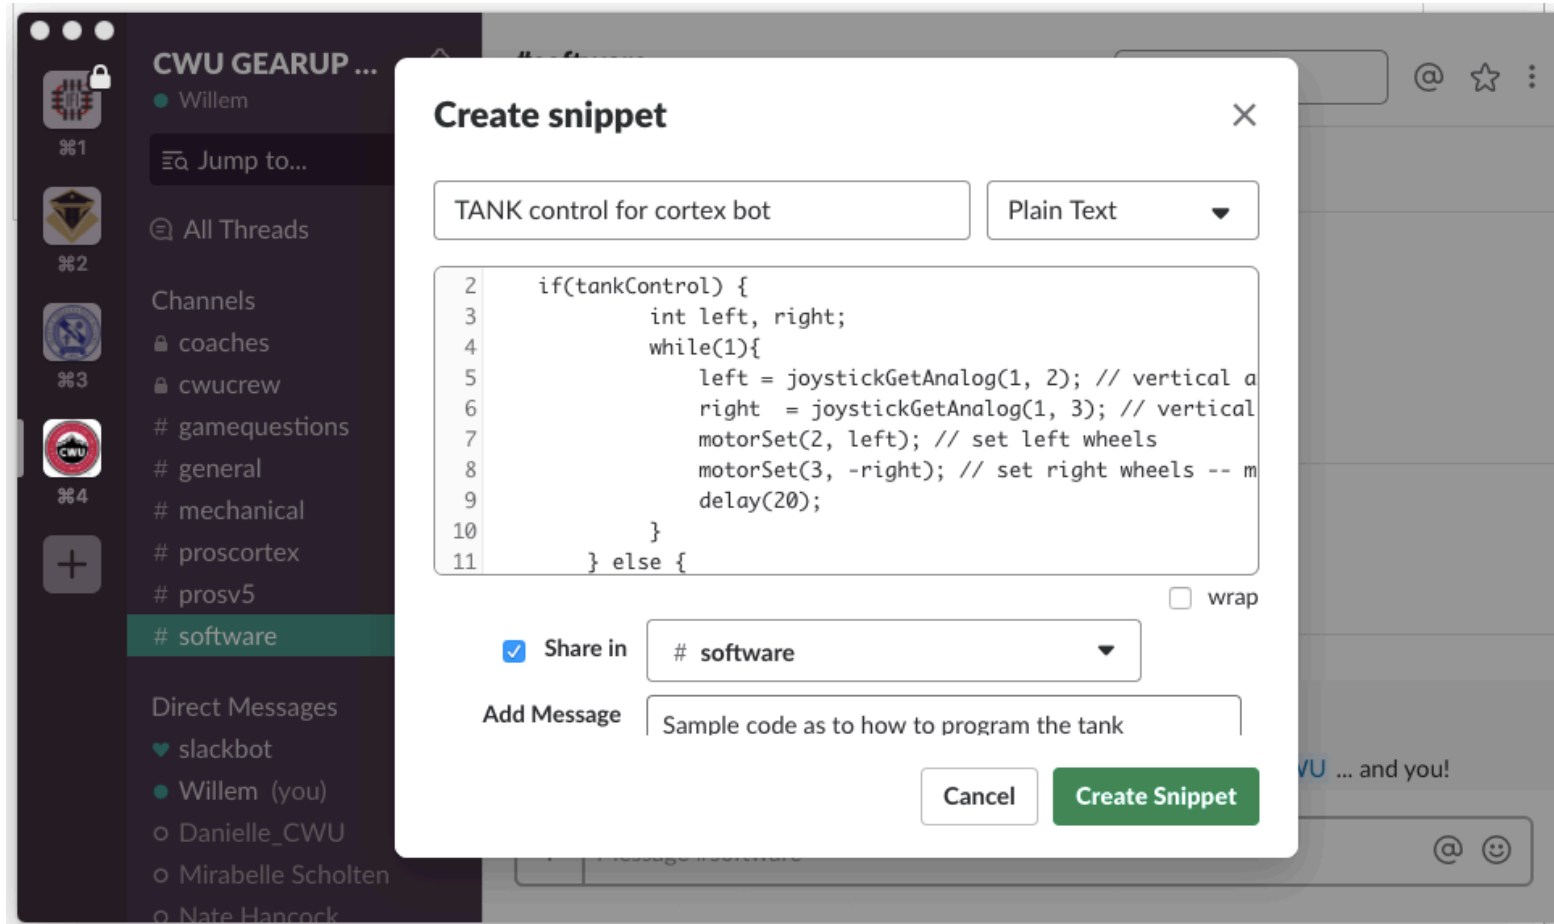 CWU GEARUP ...
Willem
⌘1
Jump to...
All Threads
⌘2
Channels
coaches
⌘3
cwucrew
# gamequestions
# general
CWU
⌘4
# mechanical
# proscortex
# prosv5
# software
Direct Messages
slackbot
Willem (you)
Danielle_CWU
Mirabelle Scholten
Nate Hancock
#software
Create snippet
TANK control for cortex bot
Plain Text
2 if(tankControl) {
3 int left, right;
4 while(1){
5 left = joystickGetAnalog(1, 2); // vertical a
6 right  = joystickGetAnalog(1, 3); // vertical
7 motorSet(2, left); // set left wheels
8 motorSet(3, -right); // set right wheels -- m
9 delay(20);
10 }
11 } else {
wrap
Share in
# software
Add Message
Sample code as to how to program the tank
Cancel
Create Snippet
VU ... and you!
Message #software